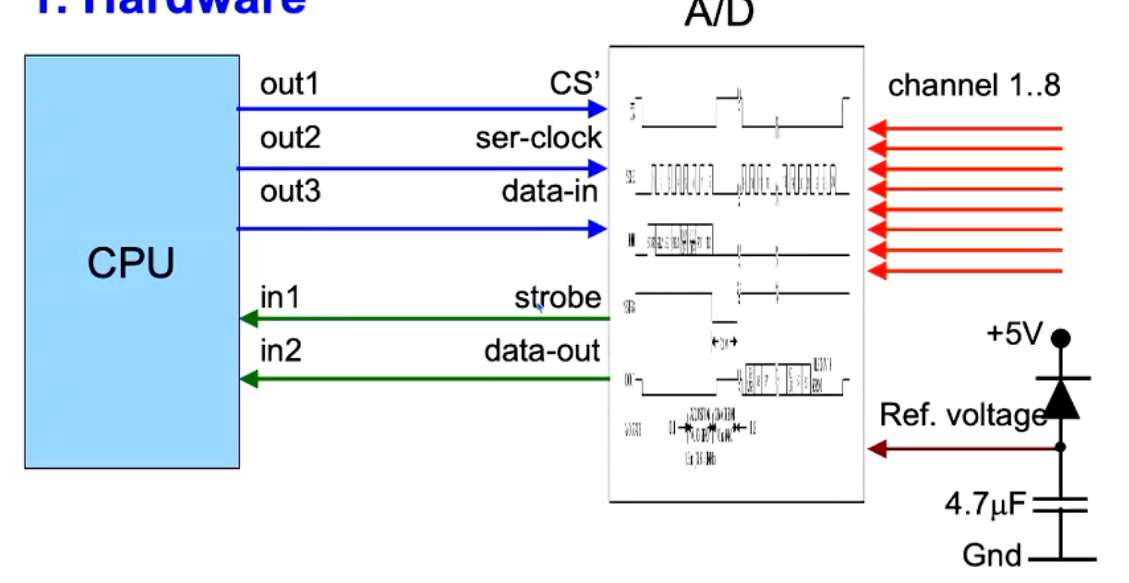 1. Hardware
A/D
CPU
out1
CS’
out2
ser-clock
out3
data-in
in1
strobe
in2
data-out
channel 1..8
+5V
Ref. voltage
4.7μF
Gnd